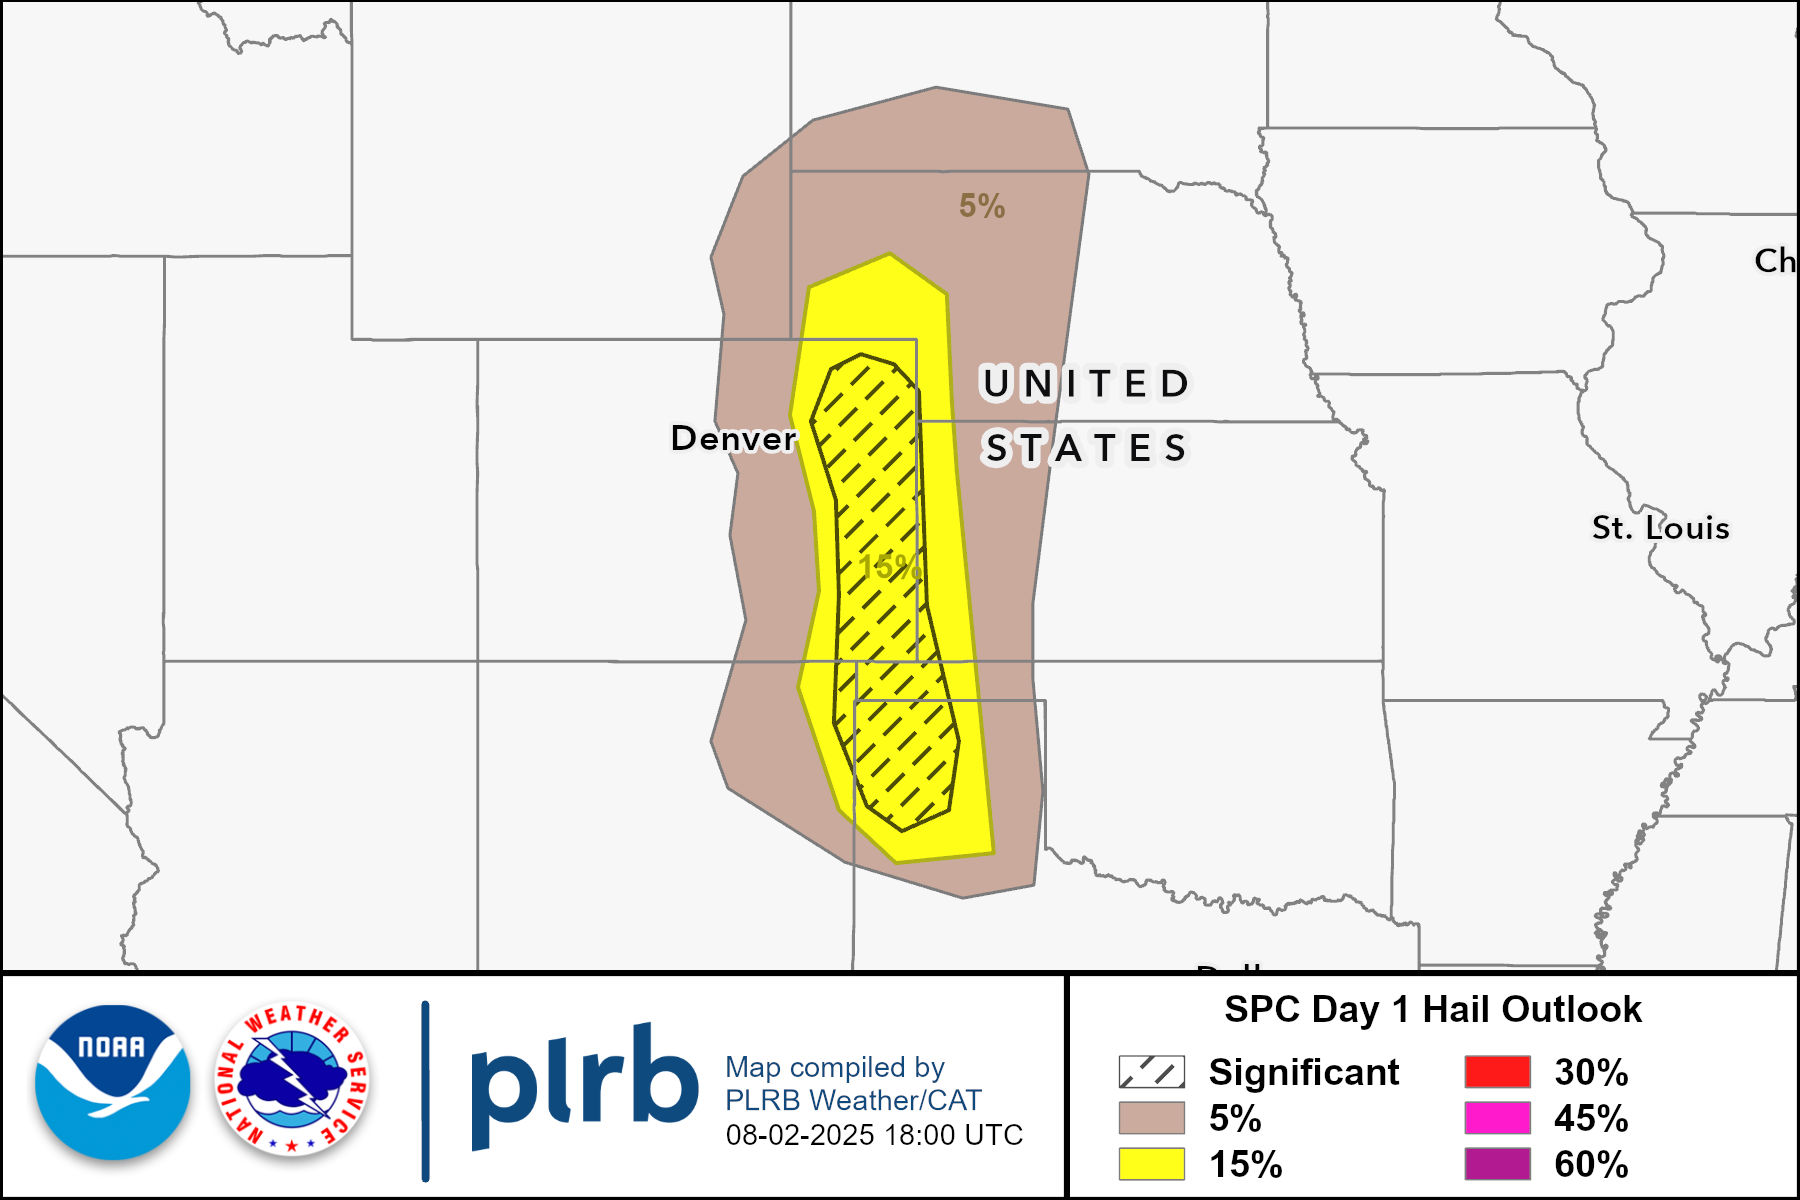 5%
Ch
UNITED
STATES
Denver
St. Louis
15%
NOAA
NATIONAL WEATHER SERVICE
plrb
Map compiled by
PLRB Weather/CAT
08-02-2025 18:00 UTC
SPC Day 1 Hail Outlook
Significant
5%
15%
30%
45%
60%